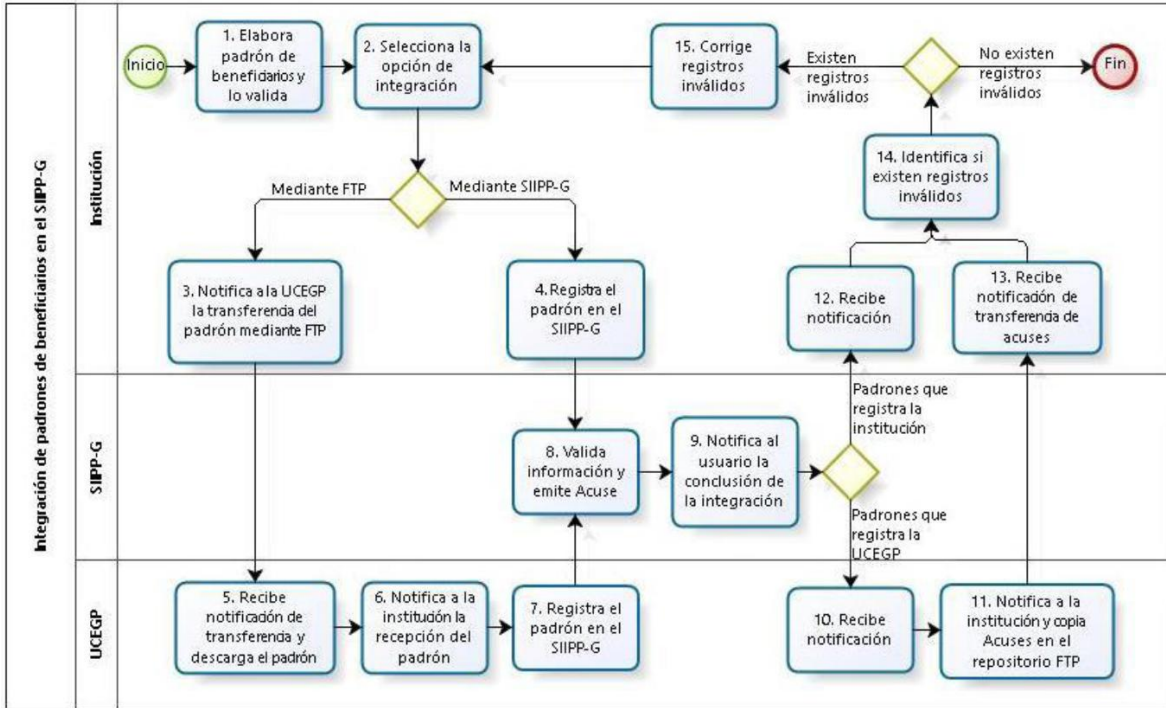 Integración de padrones de beneficiarios en el SIIPP-G
Institución
Inicio
1. Elabora
padrón de
beneficiarios y
lo valida
2. Selecciona la
opción de
integración
15. Corrige
registros
inválidos
Existen
registros
inválidos
No existen
registros
inválidos
Fin
14. Identifica si
existen registros
inválidos
Mediante FTP
Mediante SIIPP-G
3. Notifica a la UCEGP
la transferencia del
padrón mediante FTP
4. Registra el
padrón en el
SIIPP-G
12. Recibe
notificación
13. Recibe
notificación de
transferencia de
acuses
SIIPP-G
8. Valida
información y
emite Acuse
9. Notifica al
usuario la
conclusión de
la integración
Padrones que
registra la
institución
Padrones que
registra la
UCEGP
UCEGP
5. Recibe
notificación de
transferencia y
descarga el padrón
6. Notifica a la
institución la
recepción del
padrón
7. Registra el
padrón en el
SIIPP-G
10. Recibe
notificación
11. Notifica a la
institución y copia
Acuses en el
repositorio FTP